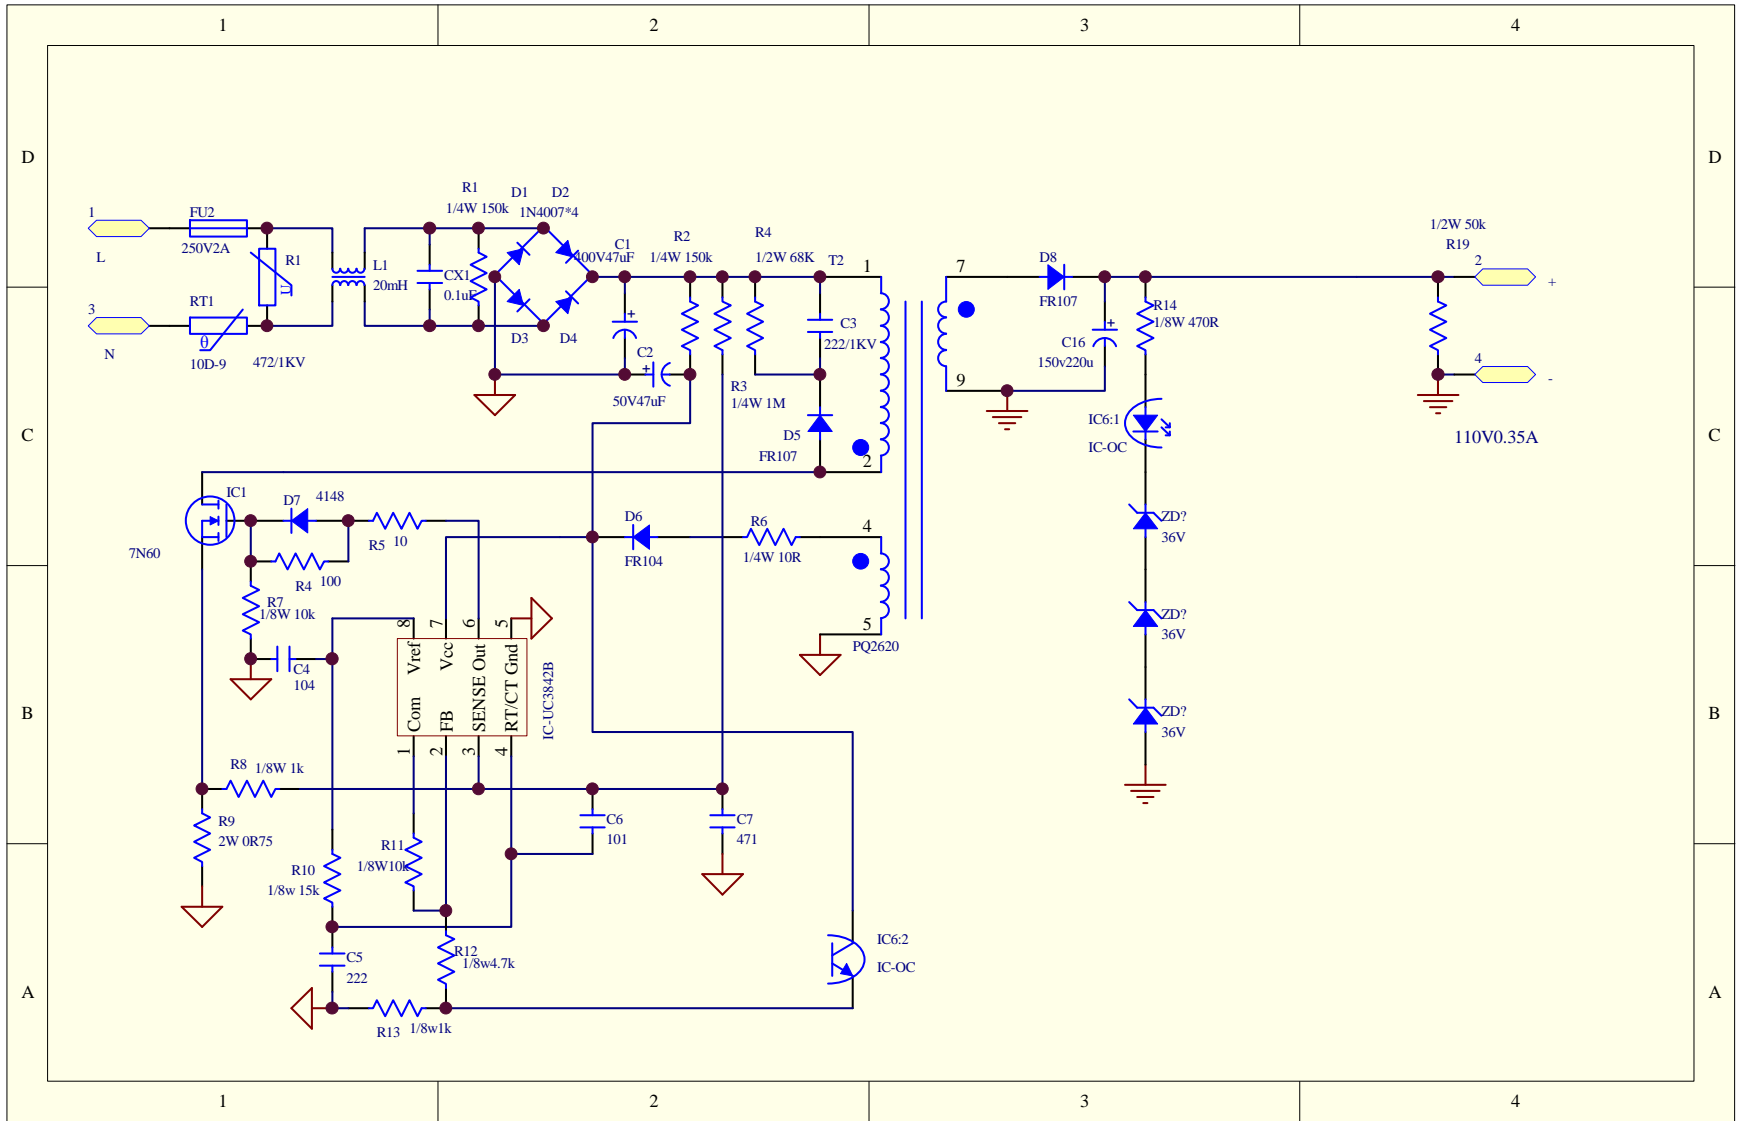 1
2
3
4
D
D
R1
D1
D2
1/4W 150k
1N4007*4
1
FU2
250V2A
L
R1
U
L1
20mH
CX1
0.1uF
C1
400V47uF
R2
1/4W 150k
R4
1/2W 68K
T2
1
7
D8
FR107
1/2W 50k
R19
2
+
3
RT1
N
θ
10D-9
472/1KV
D3
D4
+
C2
+
50V47uF
C3
222/1KV
R3
1/4W 1M
+
C16
150v220u
R14
1/8W 470R
9
4
-
C
C
D5
FR107
2
IC6:1
IC-OC
110V0.35A
IC1
7N60
D7
4148
R5
10
R4
100
D6
FR104
R6
1/4W 10R
4
ZD?
36V
R7
1/8W 10k
C4
104
8
7
6
5
Vref
Vcc
Out
Gnd
Com
FB
SENSE
RT/CT
1
2
3
4
IC-UC3842B
5
PQ2620
ZD?
36V
B
B
ZD?
36V
R8
1/8W 1k
R9
2W 0R75
C6
101
C7
471
R10
1/8w 15k
R11
1/8W10k
C5
222
R12
1/8w4.7k
R13
1/8w1k
IC6:2
IC-OC
A
A
1
2
3
4